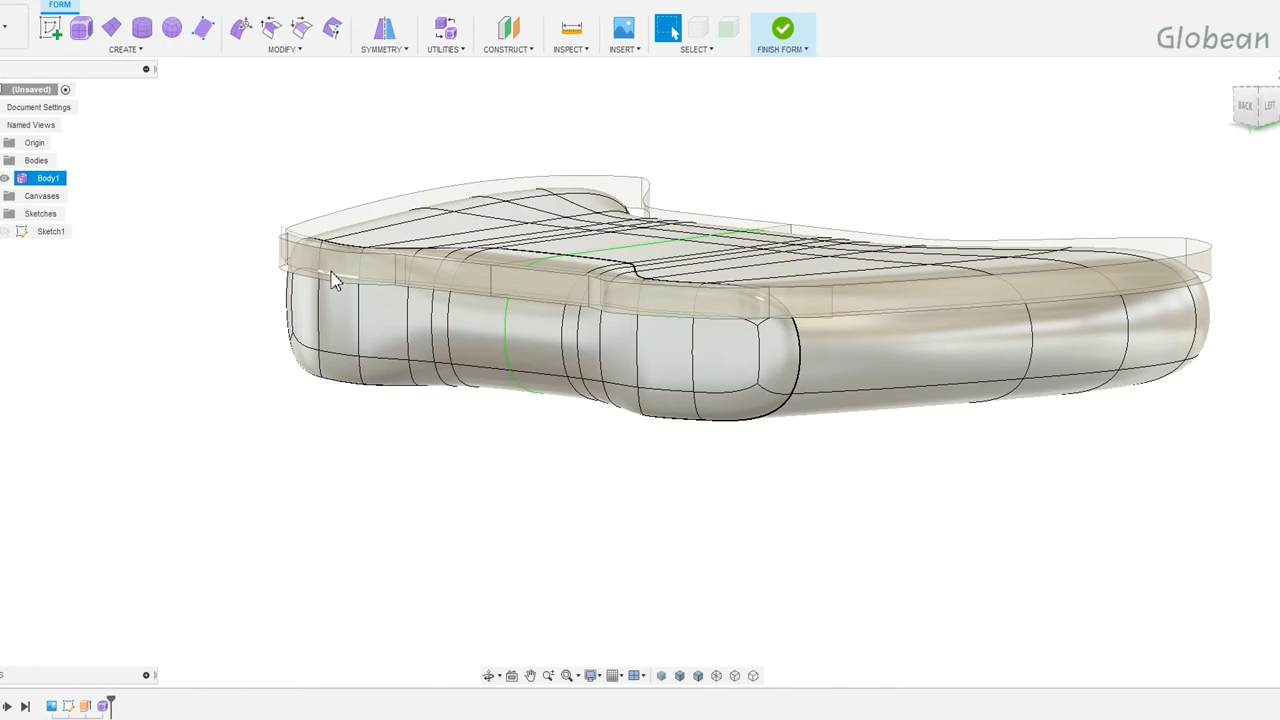 FORM
CREATE
MODIFY
SYMMETRY
UTILITIES
CONSTRUCT
INSPECT
INSERT
SELECT
FINISH FORM
Globean
(Unsaved)
Document Settings
Named Views
Origin
Bodies
Body1
Canvases
Sketches
Sketch1
BACK
LEFT